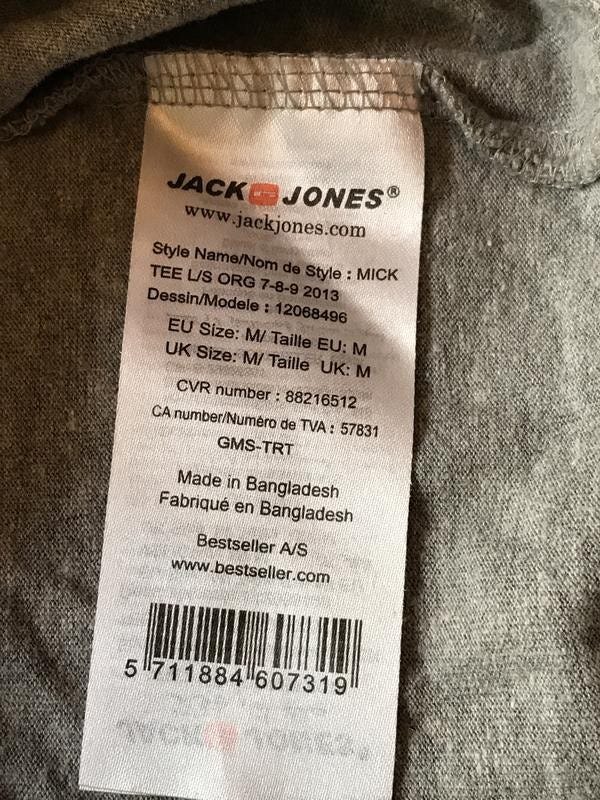 JACK JONES®
www.jackjones.com
Style Name/Nom de Style : MICK
TEE L/S ORG 7-8-9 2013
Dessin/Modele : 12068496
EU Size: M/ Taille EU: M
UK Size: M/ Taille UK: M
CVR number : 88216512
CA number/Numéro de TVA : 57831
GMS-TRT
Made in Bangladesh
Fabriqué en Bangladesh
Bestseller A/S
www.bestseller.com
5 711884 607319